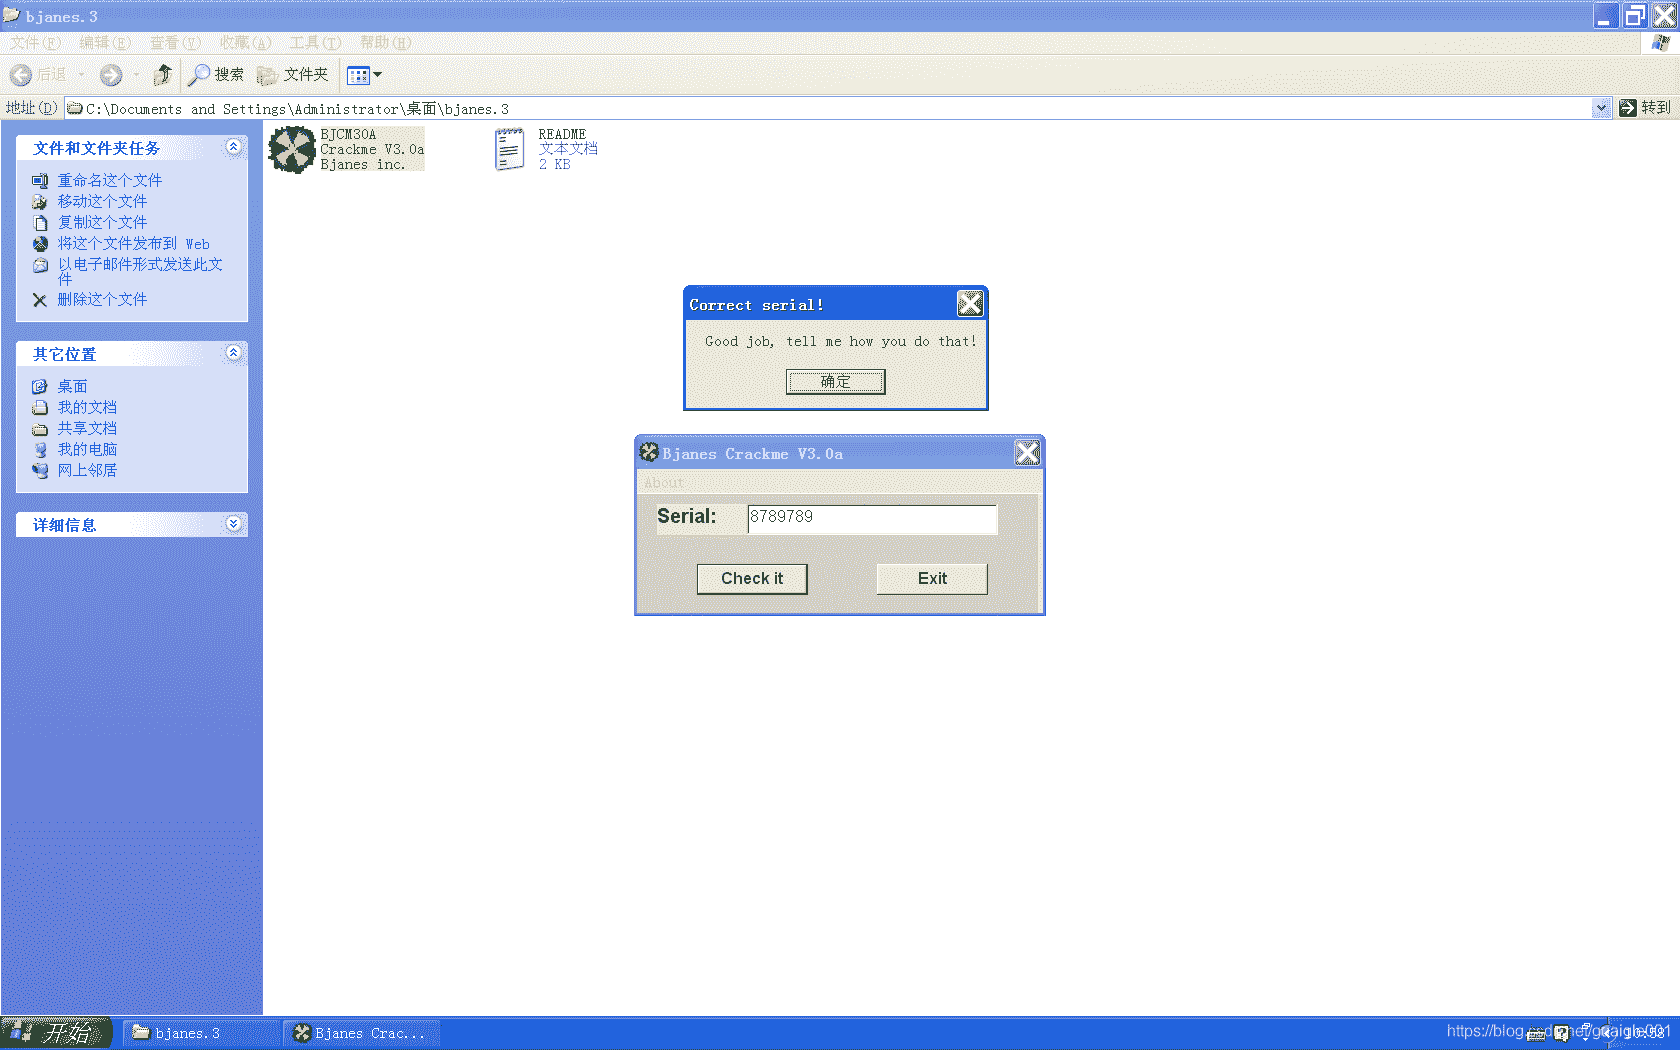 bjanes.3
文件(F) 编辑(E) 查看(V) 收藏(A) 工具(T) 帮助(H)
后退 搜索 文件夹
地址(D) C:\Documents and Settings\Administrator\桌面\bjanes.3 转到
文件和文件夹任务
重命名这个文件
移动这个文件
复制这个文件
将这个文件发布到 Web
以电子邮件形式发送此文
件
删除这个文件
其它位置
桌面
我的文档
共享文档
我的电脑
网上邻居
详细信息
BJCM30A
Crackme V3.0a
Bjanes inc.
README
文本文档
2 KB
Correct serial!
Good job, tell me how you do that!
确定
Bjanes Crackme V3.0a
About
Serial: 8789789
Check it Exit
开始 bjanes.3 Bjanes Crac...